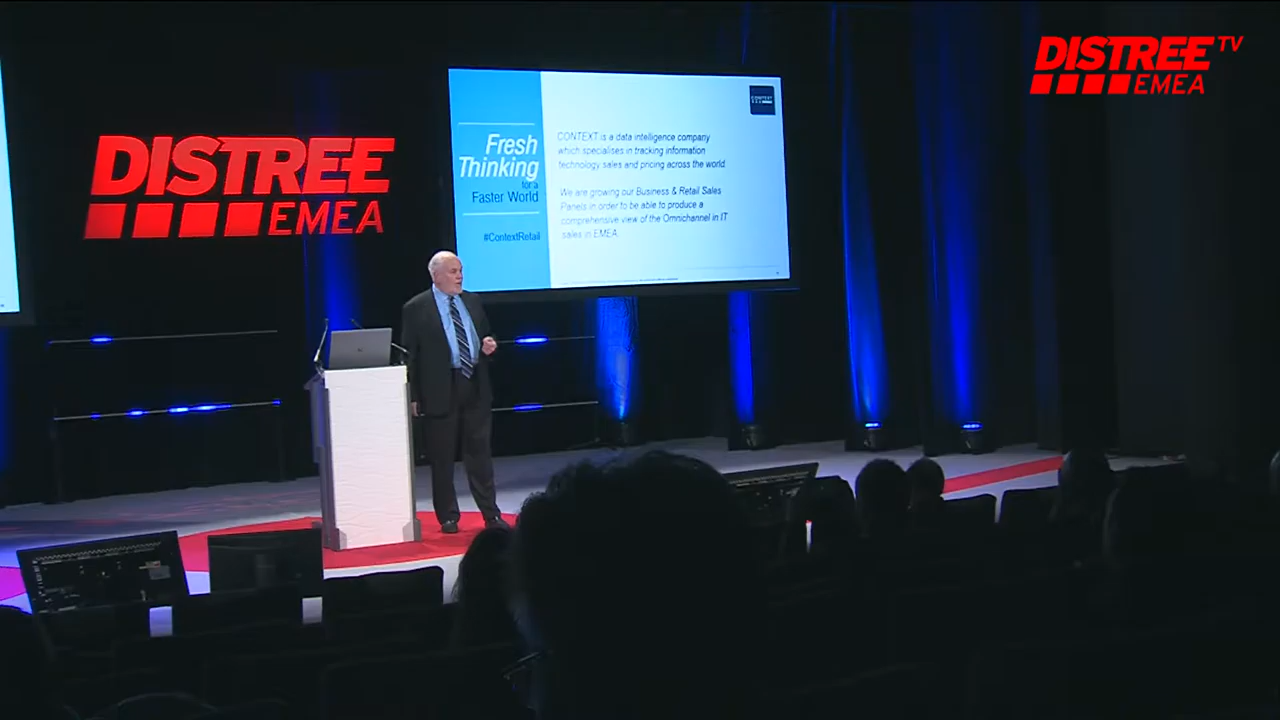 DISTREE TV
EMEA
DISTREE
EMEA
Fresh
Thinking
for a
Faster World
#ContextRetail
CONTEXT
CONTEXT is a data intelligence company
which specialises in tracking information
technology sales and pricing across the world.
We are growing our Business & Retail Sales
Panels in order to be able to produce a
comprehensive view of the Omnichannel in IT
sales in EMEA.